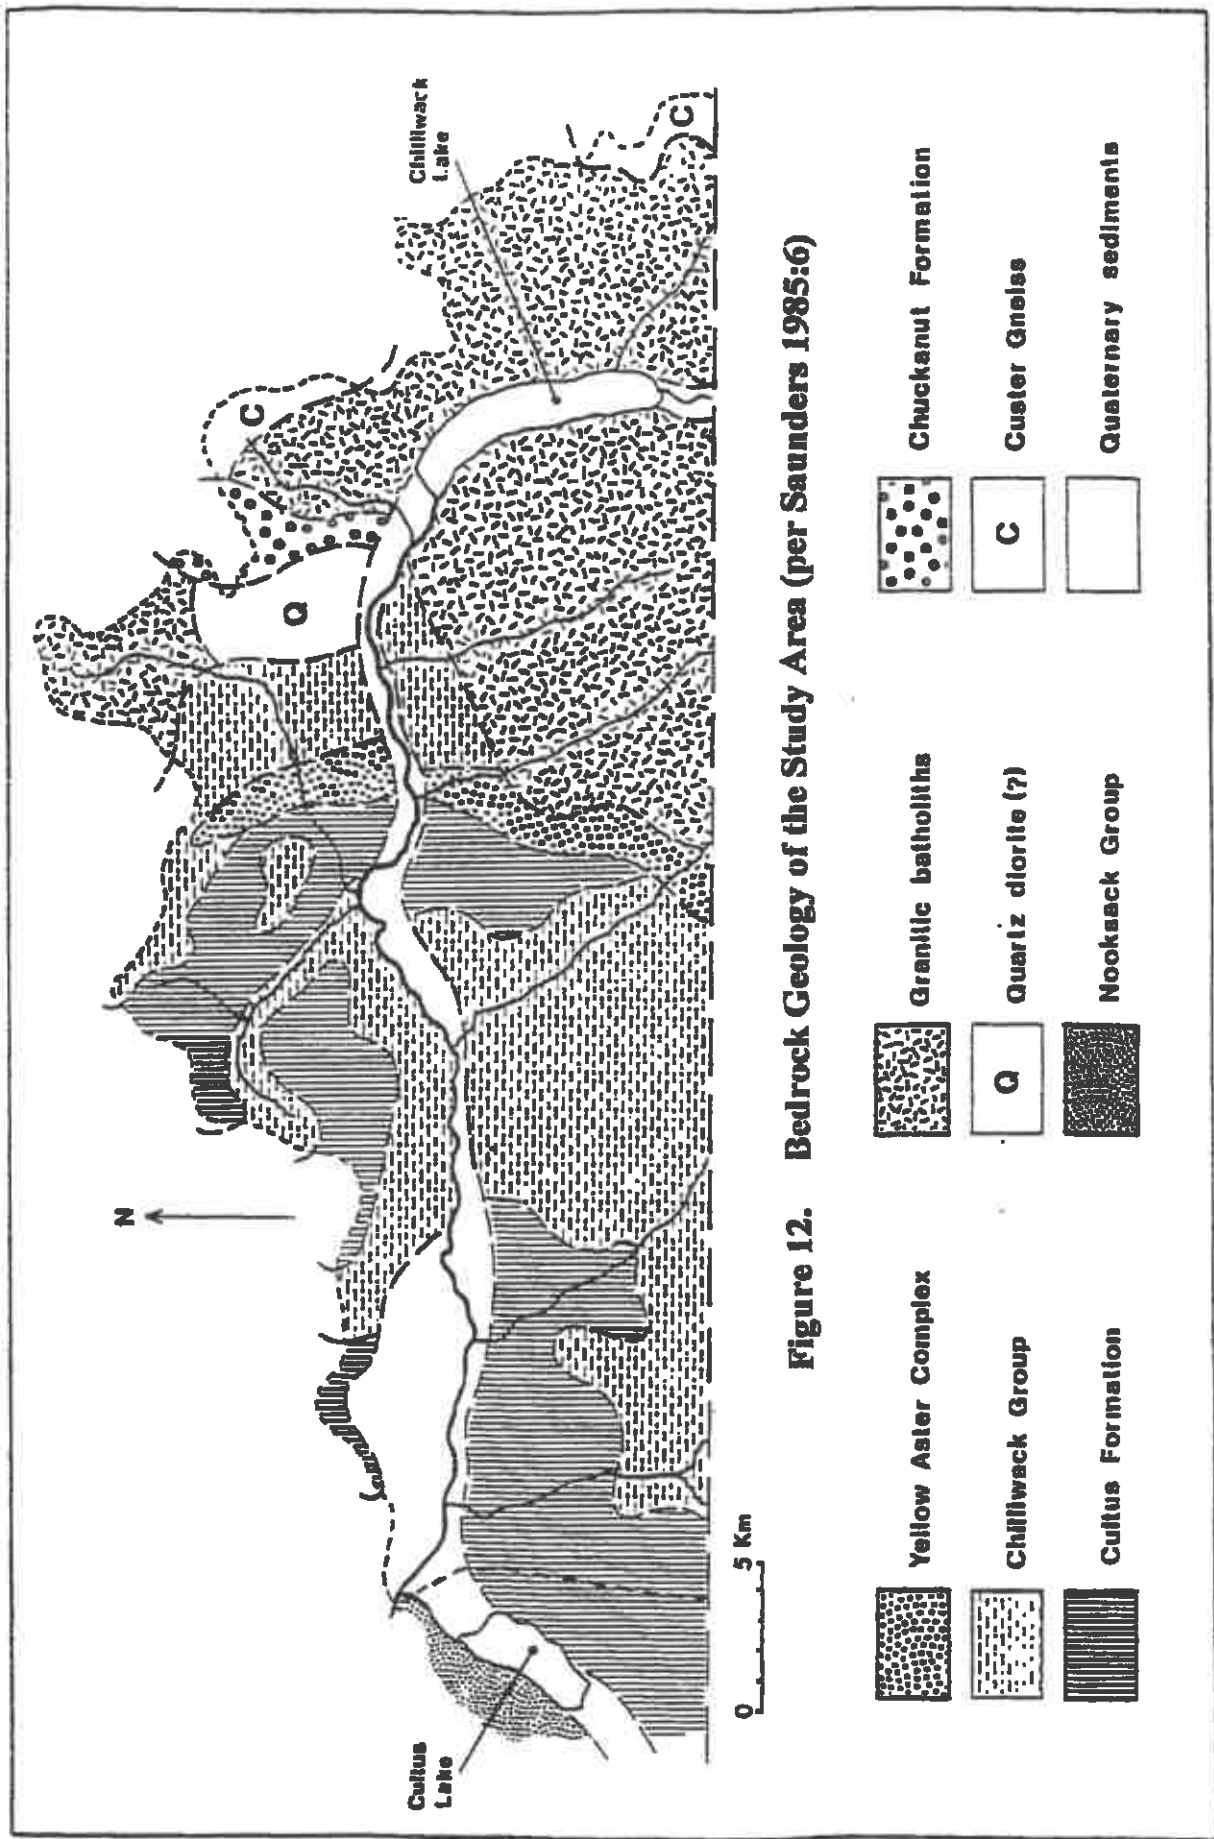 Chilliwack
Lake
C
C
Q
N
Cultus
Lake
0 5 Km
Figure 12. Bedrock Geology of the Study Area (per Saunders 1985:6)
Yellow Aster Complex
Chilliwack Group
Cultus Formation
Granitic batholiths
Q Quartz diorite (?)
Nooksack Group
Chuckanut Formation
C Custer Gneiss
Quaternary sediments